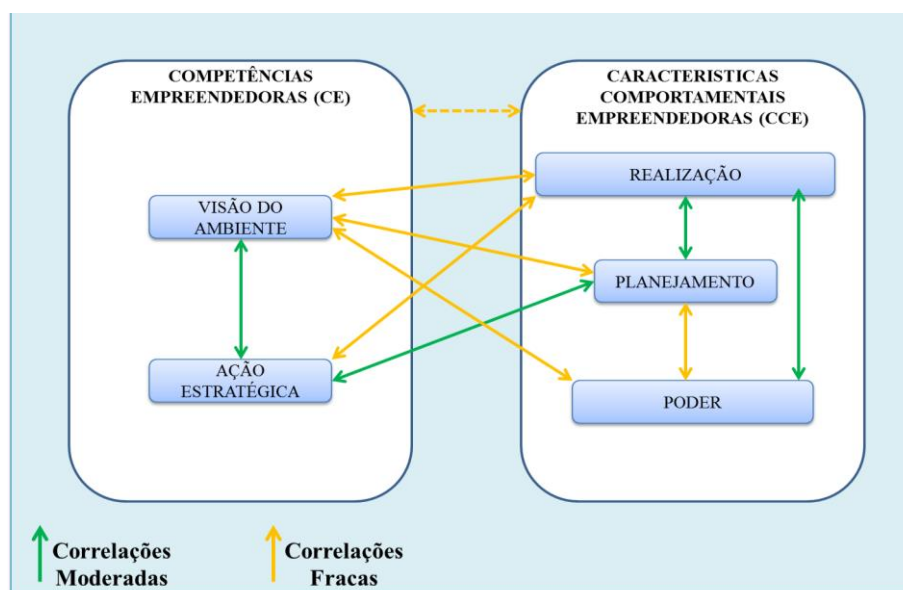 COMPETÊNCIAS
EMPREENDEDORAS (CE)
CARACTERISTICAS
COMPORTAMENTAIS
EMPREENDEDORAS (CCE)
REALIZAÇÃO
VISÃO DO
AMBIENTE
PLANEJAMENTO
AÇÃO
ESTRATÉGICA
PODER
Correlações
Moderadas
Correlações
Fracas